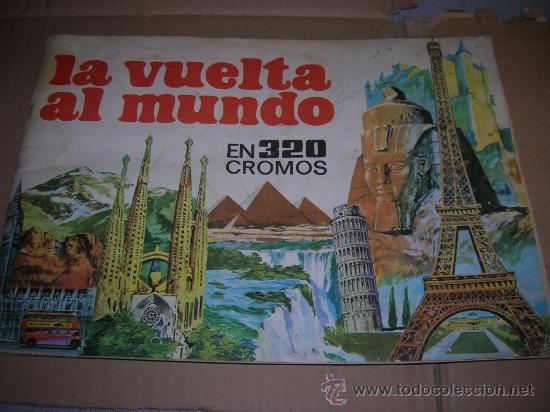 la vuelta
al mundo
EN 320
CROMOS
www.todocoleccion.net